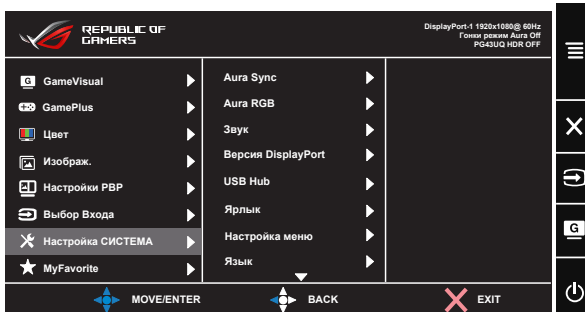 REPUBLIC OF
GAMERS
DisplayPort-1 1920x1080@ 60Hz
Гонки режим Aura Off
PG43UQ HDR OFF
G GameVisual
GamePlus
Цвет
Изображ.
Настройки PBP
Выбор Входа
Настройка СИСТЕМА
MyFavorite
Aura Sync
Aura RGB
Звук
Версия DisplayPort
USB Hub
Ярлык
Настройка меню
Язык
MOVE/ENTER
BACK
EXIT
G